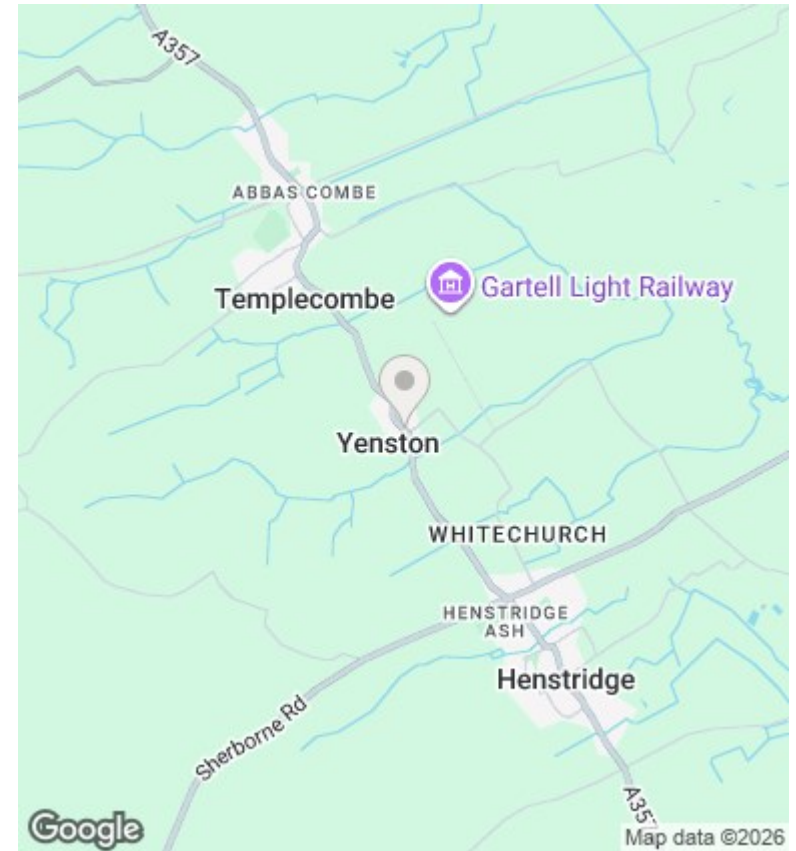 A357
ABBAS COMBE
Templecombe
Gartell Light Railway
Yenston
WHITECHURCH
HENSTRIDGE
ASH
Henstridge
Sherborne Rd
A357
Google
Map data ©2026